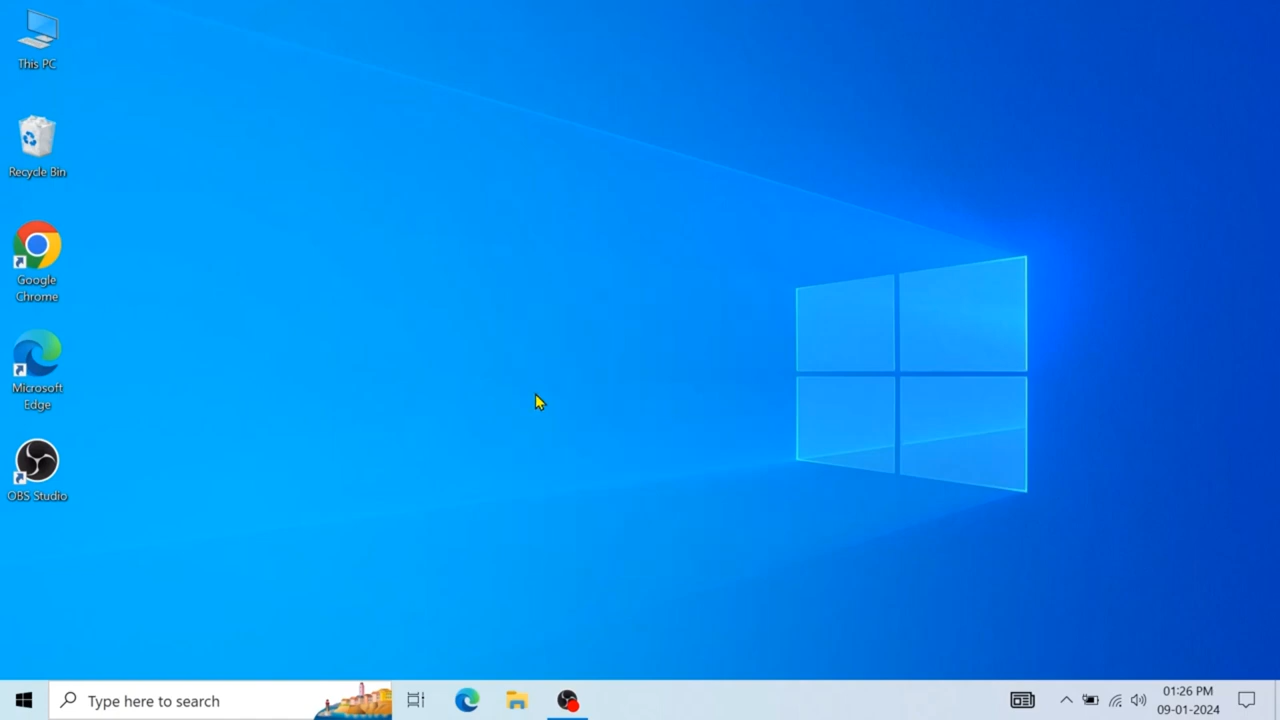 This PC
Recycle Bin
Google
Chrome
Microsoft
Edge
OBS Studio
Type here to search
01:26 PM
09-01-2024